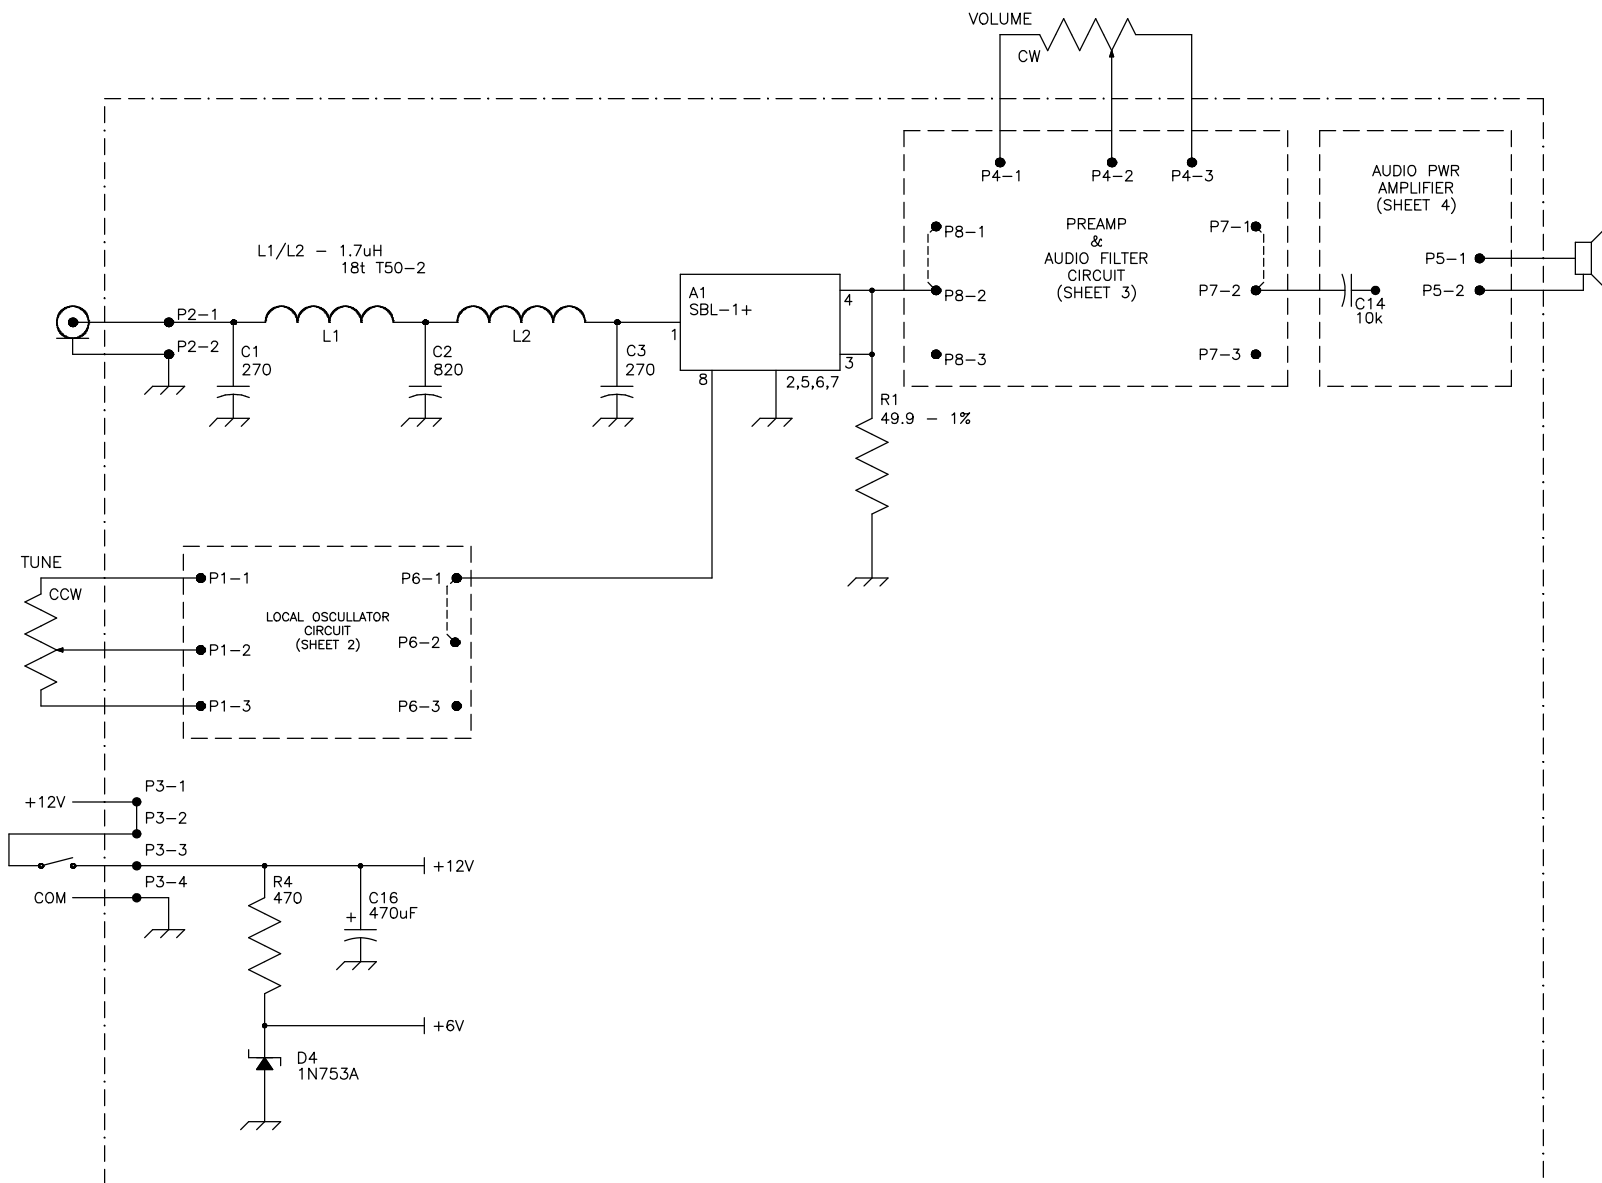 VOLUME
CW
P4-1
P4-2
P4-3
AUDIO PWR
AMPLIFIER
(SHEET 4)
P8-1
PREAMP
&
AUDIO FILTER
CIRCUIT
(SHEET 3)
P7-1
L1/L2 - 1.7uH
18t T50-2
P5-1
P5-2
A1
SBL-1+
4
P8-2
P7-2
C14
10k
P2-1
P2-2
L1
L2
1
3
P8-3
P7-3
C1
270
C2
820
C3
270
8
2,5,6,7
R1
49.9 - 1%
TUNE
CCW
P1-1
P6-1
LOCAL OSCULLATOR
CIRCUIT
(SHEET 2)
P1-2
P6-2
P1-3
P6-3
P3-1
+12V
P3-2
P3-3
+12V
P3-4
COM
R4
470
C16
+ 470uF
+6V
D4
1N753A